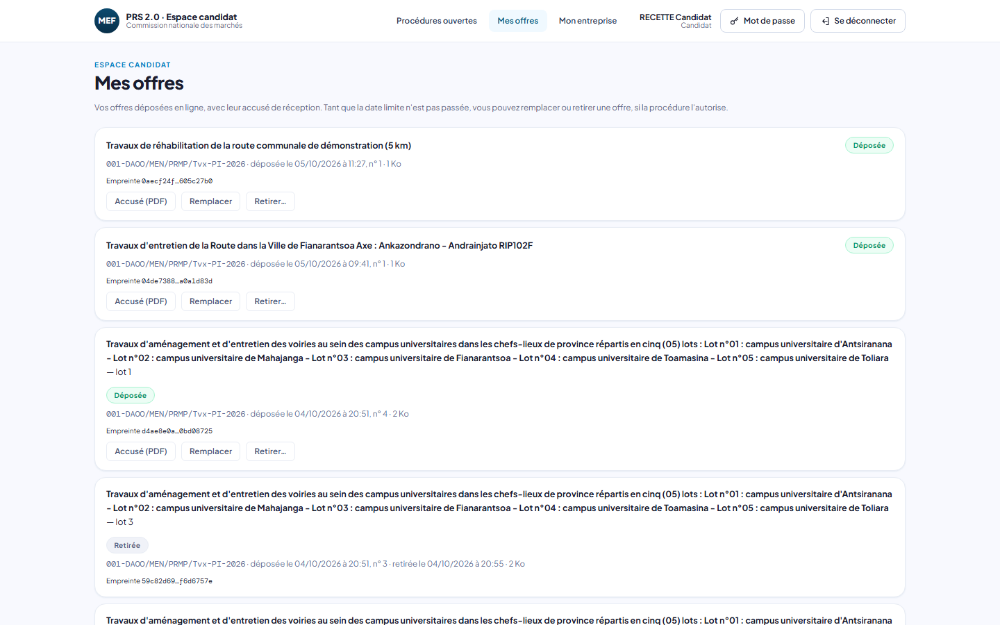 MEF
PRS 2.0 · Espace candidat
Commission nationale des marchés
Procédures ouvertes
Mes offres
Mon entreprise
RECETTE Candidat
Candidat
Mot de passe
Se déconnecter
ESPACE CANDIDAT
Mes offres
Vos offres déposées en ligne, avec leur accusé de réception. Tant que la date limite n'est pas passée, vous pouvez remplacer ou retirer une offre, si la procédure l'autorise.
Travaux de réhabilitation de la route communale de démonstration (5 km)
Déposée
001-DAOO/MEN/PRMP/Tvx-PI-2026 · déposée le 05/10/2026 à 11:27, n° 1 · 1 Ko
Empreinte 0aecf24f…605c27b0
Accusé (PDF)
Remplacer
Retirer…
Travaux d'entretien de la Route dans la Ville de Fianarantsoa Axe : Ankazondrano - Andrainjato RIP102F
Déposée
001-DAOO/MEN/PRMP/Tvx-PI-2026 · déposée le 05/10/2026 à 09:41, n° 1 · 1 Ko
Empreinte 04de7388…a0a1d83d
Accusé (PDF)
Remplacer
Retirer…
Travaux d'aménagement et d'entretien des voiries au sein des campus universitaires dans les chefs-lieux de province répartis en cinq (05) lots : Lot n°01 : campus universitaire d'Antsiranana
- Lot n°02 : campus universitaire de Mahajanga - Lot n°03 : campus universitaire de Fianarantsoa - Lot n°04 : campus universitaire de Toamasina - Lot n°05 : campus universitaire de Toliara
— lot 1
Déposée
001-DAOO/MEN/PRMP/Tvx-PI-2026 · déposée le 04/10/2026 à 20:51, n° 4 · 2 Ko
Empreinte d4ae8e0a…0bd08725
Accusé (PDF)
Remplacer
Retirer…
Travaux d'aménagement et d'entretien des voiries au sein des campus universitaires dans les chefs-lieux de province répartis en cinq (05) lots : Lot n°01 : campus universitaire d'Antsiranana
- Lot n°02 : campus universitaire de Mahajanga - Lot n°03 : campus universitaire de Fianarantsoa - Lot n°04 : campus universitaire de Toamasina - Lot n°05 : campus universitaire de Toliara
— lot 3
Retirée
001-DAOO/MEN/PRMP/Tvx-PI-2026 · déposée le 04/10/2026 à 20:51, n° 3 · retirée le 04/10/2026 à 20:55 · 2 Ko
Empreinte 59c82d69…f6d6757e
Travaux d'aménagement et d'entretien des voiries au sein des campus universitaires dans les chefs-lieux de province répartis en cinq (05) lots : Lot n°01 : campus universitaire d'Antsiranana